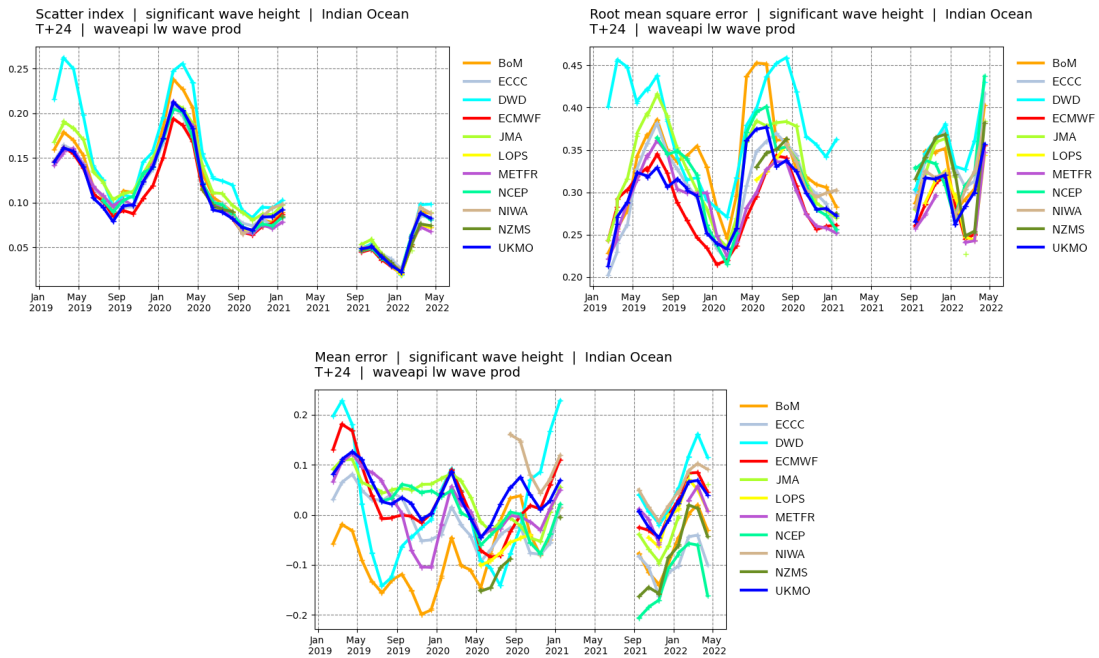 Scatter index | significant wave height | Indian Ocean
T+24 | waveapi lw wave prod
0.25
0.20
0.15
0.10
0.05
Jan 2019
May 2019
Sep 2019
Jan 2020
May 2020
Sep 2020
Jan 2021
May 2021
Sep 2021
Jan 2022
May 2022
BoM
ECCC
DWD
ECMWF
JMA
LOPS
METFR
NCEP
NIWA
NZMS
UKMO
Root mean square error | significant wave height | Indian Ocean
T+24 | waveapi lw wave prod
0.45
0.40
0.35
0.30
0.25
0.20
Jan 2019
May 2019
Sep 2019
Jan 2020
May 2020
Sep 2020
Jan 2021
May 2021
Sep 2021
Jan 2022
May 2022
BoM
ECCC
DWD
ECMWF
JMA
LOPS
METFR
NCEP
NIWA
NZMS
UKMO
Mean error | significant wave height | Indian Ocean
T+24 | waveapi lw wave prod
0.2
0.1
0.0
−0.1
−0.2
Jan 2019
May 2019
Sep 2019
Jan 2020
May 2020
Sep 2020
Jan 2021
May 2021
Sep 2021
Jan 2022
May 2022
BoM
ECCC
DWD
ECMWF
JMA
LOPS
METFR
NCEP
NIWA
NZMS
UKMO